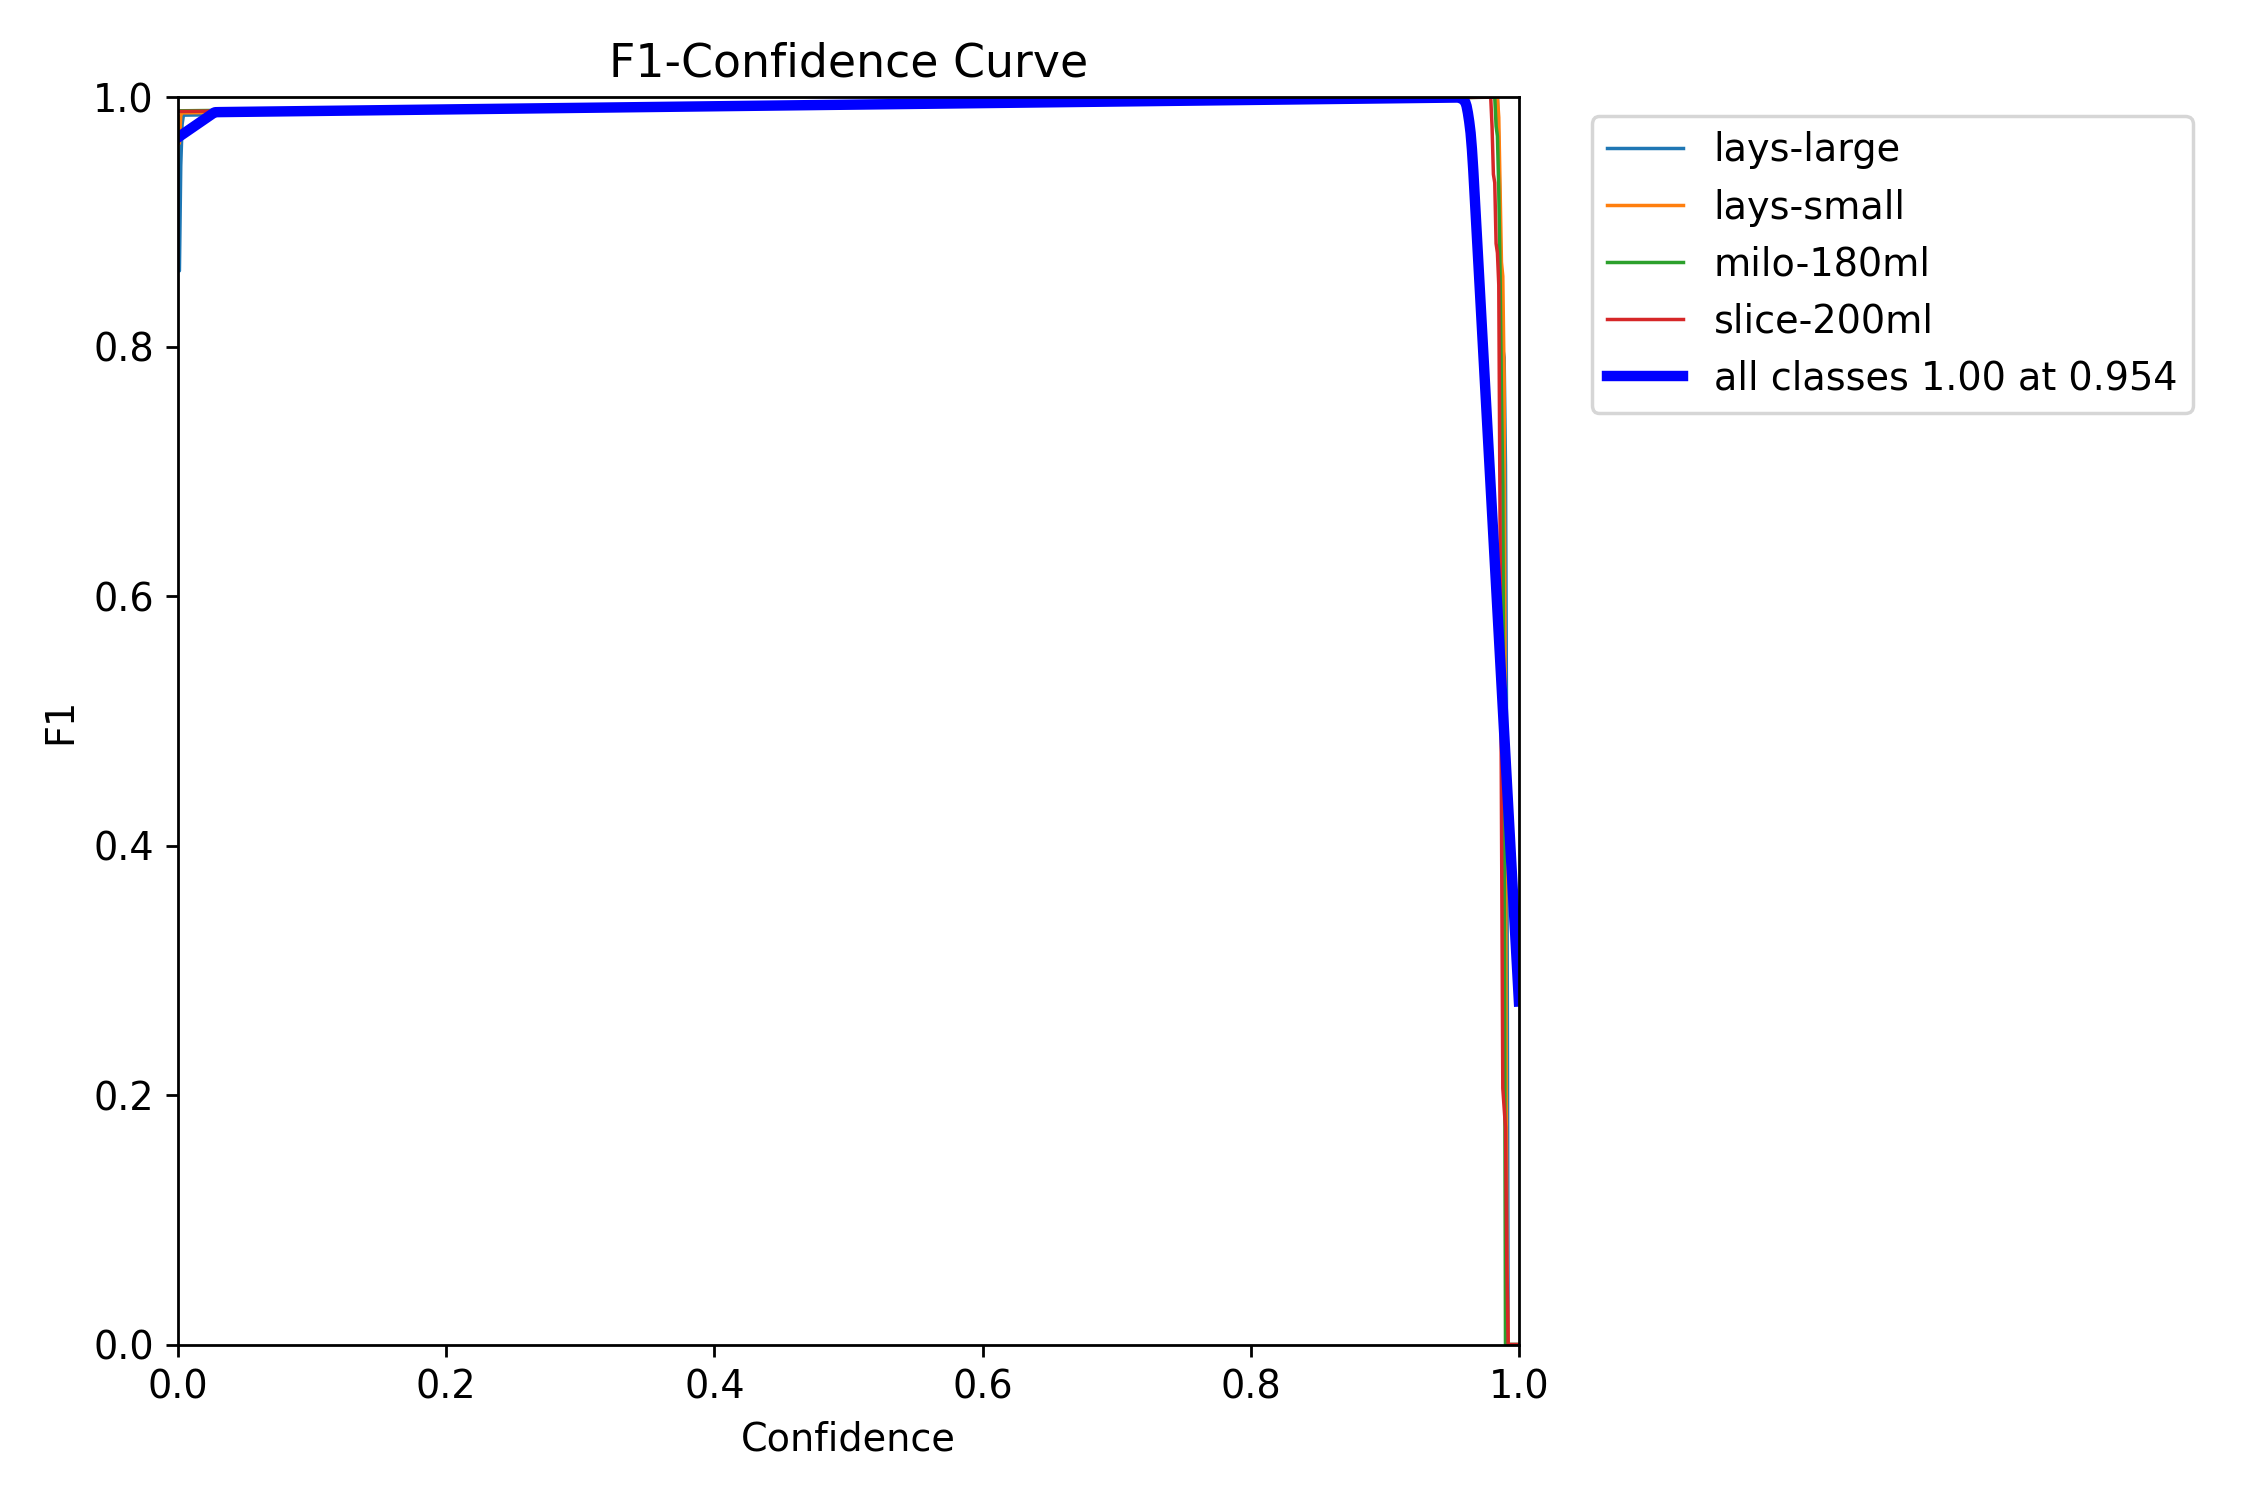 F1-Confidence Curve
1.0
0.8
0.6
0.4
0.2
0.0
F1
0.0 0.2 0.4 0.6 0.8 1.0
Confidence
lays-large
lays-small
milo-180ml
slice-200ml
all classes 1.00 at 0.954